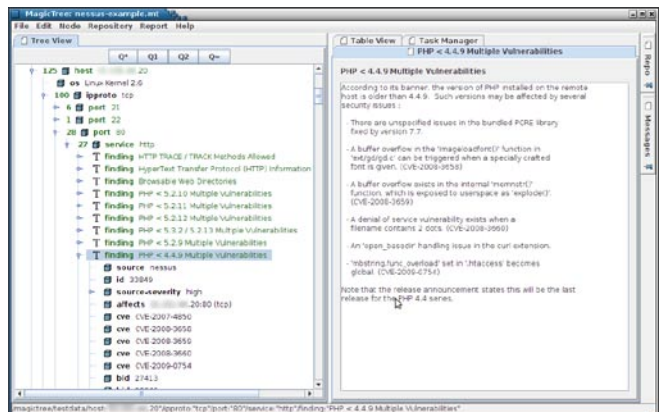 MagicTree: nessus-example.mt
File Edit Node Repository Report Help
Tree View
Q* Q1 Q2 Q=
125 host .20
os Linux Kernel 2.6
100 ipproto tcp
6 port 21
1 port 22
28 port 80
27 service http
finding HTTP TRACE / TRACK Methods Allowed
finding HyperText Transfer Protocol (HTTP) Information
finding Browsable Web Directories
finding PHP < 5.2.10 Multiple Vulnerabilities
finding PHP < 5.2.11 Multiple Vulnerabilities
finding PHP < 5.2.12 Multiple Vulnerabilities
finding PHP < 5.3.2 / 5.2.13 Multiple Vulnerabilities
finding PHP < 5.2.9 Multiple Vulnerabilities
finding PHP < 4.4.9 Multiple Vulnerabilities
source nessus
id 33849
source-severity high
affects .20:80 (tcp)
cve CVE-2007-4850
cve CVE-2008-3658
cve CVE-2008-3659
cve CVE-2008-3660
cve CVE-2009-0754
bid 27413
Table View Task Manager
PHP < 4.4.9 Multiple Vulnerabilities
PHP < 4.4.9 Multiple Vulnerabilities
According to its banner, the version of PHP installed on the remote
host is older than 4.4.9. Such versions may be affected by several
security issues :
- There are unspecified issues in the bundled PCRE library
fixed by version 7.7.
- A buffer overflow in the 'imageloadfont()' function in
'ext/gd/gd.c' can be triggered when a specially crafted
font is given. (CVE-2008-3658)
- A buffer overflow exists in the internal 'memnstr()'
function, which is exposed to userspace as 'explode()'.
(CVE-2008-3659)
- A denial of service vulnerability exists when a
filename contains 2 dots. (CVE-2008-3660)
- An 'open_basedir' handling issue in the curl extension.
- 'mbstring.func_overload' set in '.htaccess' becomes
global. (CVE-2009-0754)
Note that the release announcement states this will be the last
release for the PHP 4.4 series.
Repo
Messages
/magictree/testdata/host .20"/ipproto "tcp"/port:"80"/service:"http"/finding:"PHP < 4.4.9 Multiple Vulnerabilities"